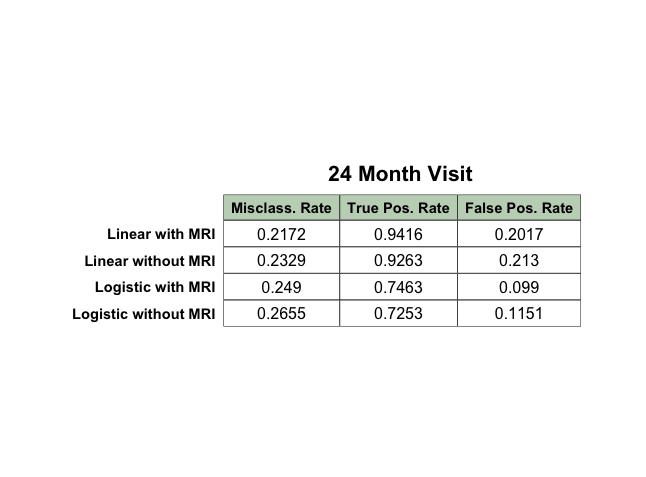 24 Month Visit
Misclass. Rate True Pos. Rate False Pos. Rate
Linear with MRI 0.2172 0.9416 0.2017
Linear without MRI 0.2329 0.9263 0.213
Logistic with MRI 0.249 0.7463 0.099
Logistic without MRI 0.2655 0.7253 0.1151